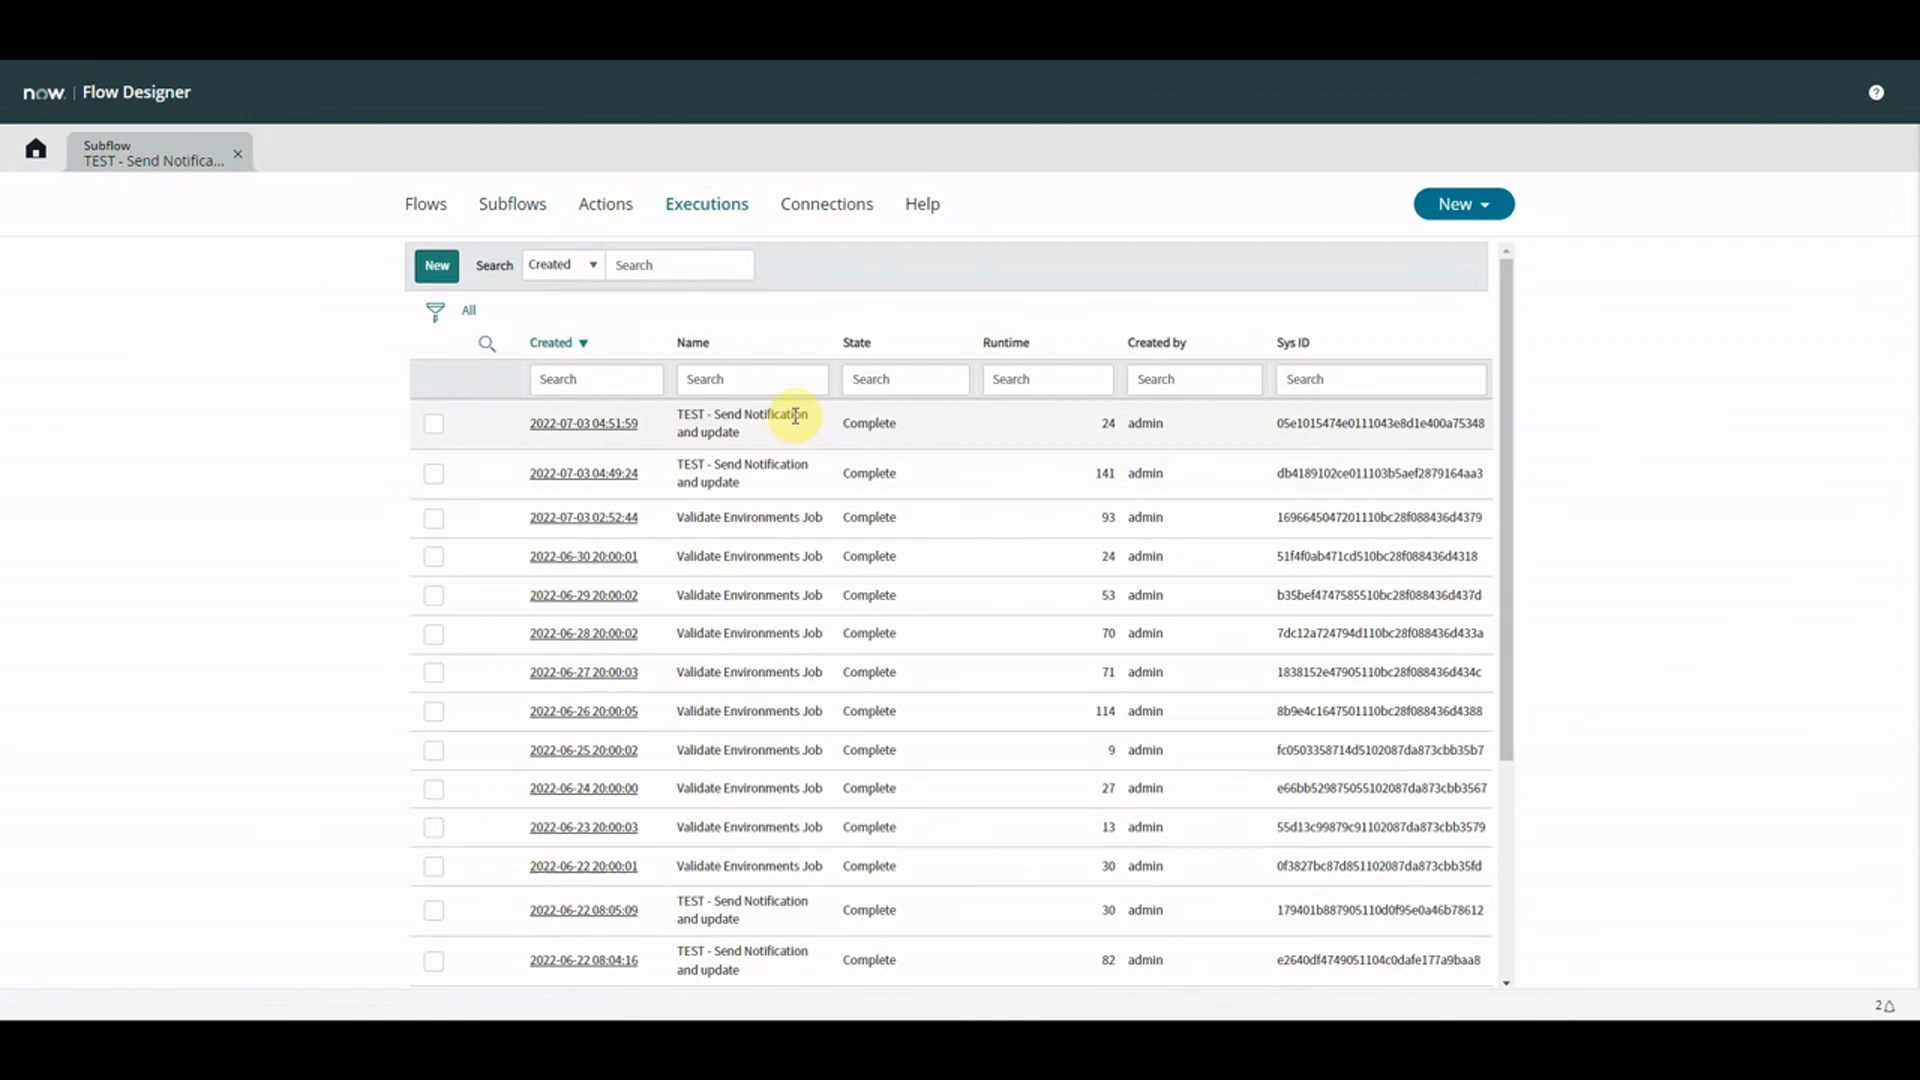 now. | Flow Designer
Subflow
TEST - Send Notifica...
Flows Subflows Actions Executions Connections Help New
New Search Created Search
All
Created Name State Runtime Created by Sys ID
Search Search Search Search Search Search
2022-07-03 04:51:59 TEST - Send Notification and update Complete 24 admin 05e1015474e0111043e8d1e400a75348
2022-07-03 04:49:24 TEST - Send Notification and update Complete 141 admin db4189102ce011103b5aef2879164aa3
2022-07-03 02:52:44 Validate Environments Job Complete 93 admin 1696645047201110bc28f088436d4379
2022-06-30 20:00:01 Validate Environments Job Complete 24 admin 51f4f0ab471cd510bc28f088436d4318
2022-06-29 20:00:02 Validate Environments Job Complete 53 admin b35bef4747585510bc28f088436d437d
2022-06-28 20:00:02 Validate Environments Job Complete 70 admin 7dc12a724794d110bc28f088436d433a
2022-06-27 20:00:03 Validate Environments Job Complete 71 admin 1838152e47905110bc28f088436d434c
2022-06-26 20:00:05 Validate Environments Job Complete 114 admin 8b9e4c1647501110bc28f088436d4388
2022-06-25 20:00:02 Validate Environments Job Complete 9 admin fc0503358714d5102087da873cbb35b7
2022-06-24 20:00:00 Validate Environments Job Complete 27 admin e66bb529875055102087da873cbb3567
2022-06-23 20:00:03 Validate Environments Job Complete 13 admin 55d13c99879c91102087da873cbb3579
2022-06-22 20:00:01 Validate Environments Job Complete 30 admin 0f3827bc87d851102087da873cbb35fd
2022-06-22 08:05:09 TEST - Send Notification and update Complete 30 admin 179401b887905110d0f95e0a46b78612
2022-06-22 08:04:16 TEST - Send Notification and update Complete 82 admin e2640df4749051104c0dafe177a9baa8
2